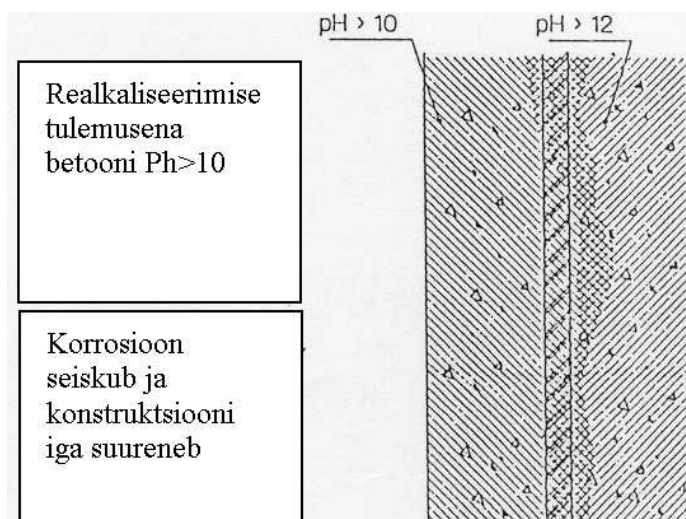 pH > 10
pH > 12
Realkaliseerimise
tulemusena
betooni Ph>10
Korrosioon
seiskub ja
konstruktsiooni
iga suureneb